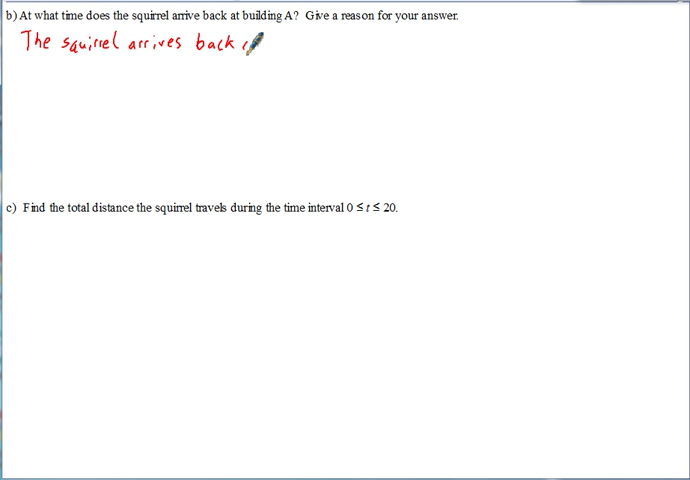 b) At what time does the squirrel arrive back at building A? Give a reason for your answer.
The squirrel arrives back
c) Find the total distance the squirrel travels during the time interval 0 ≤ t ≤ 20.